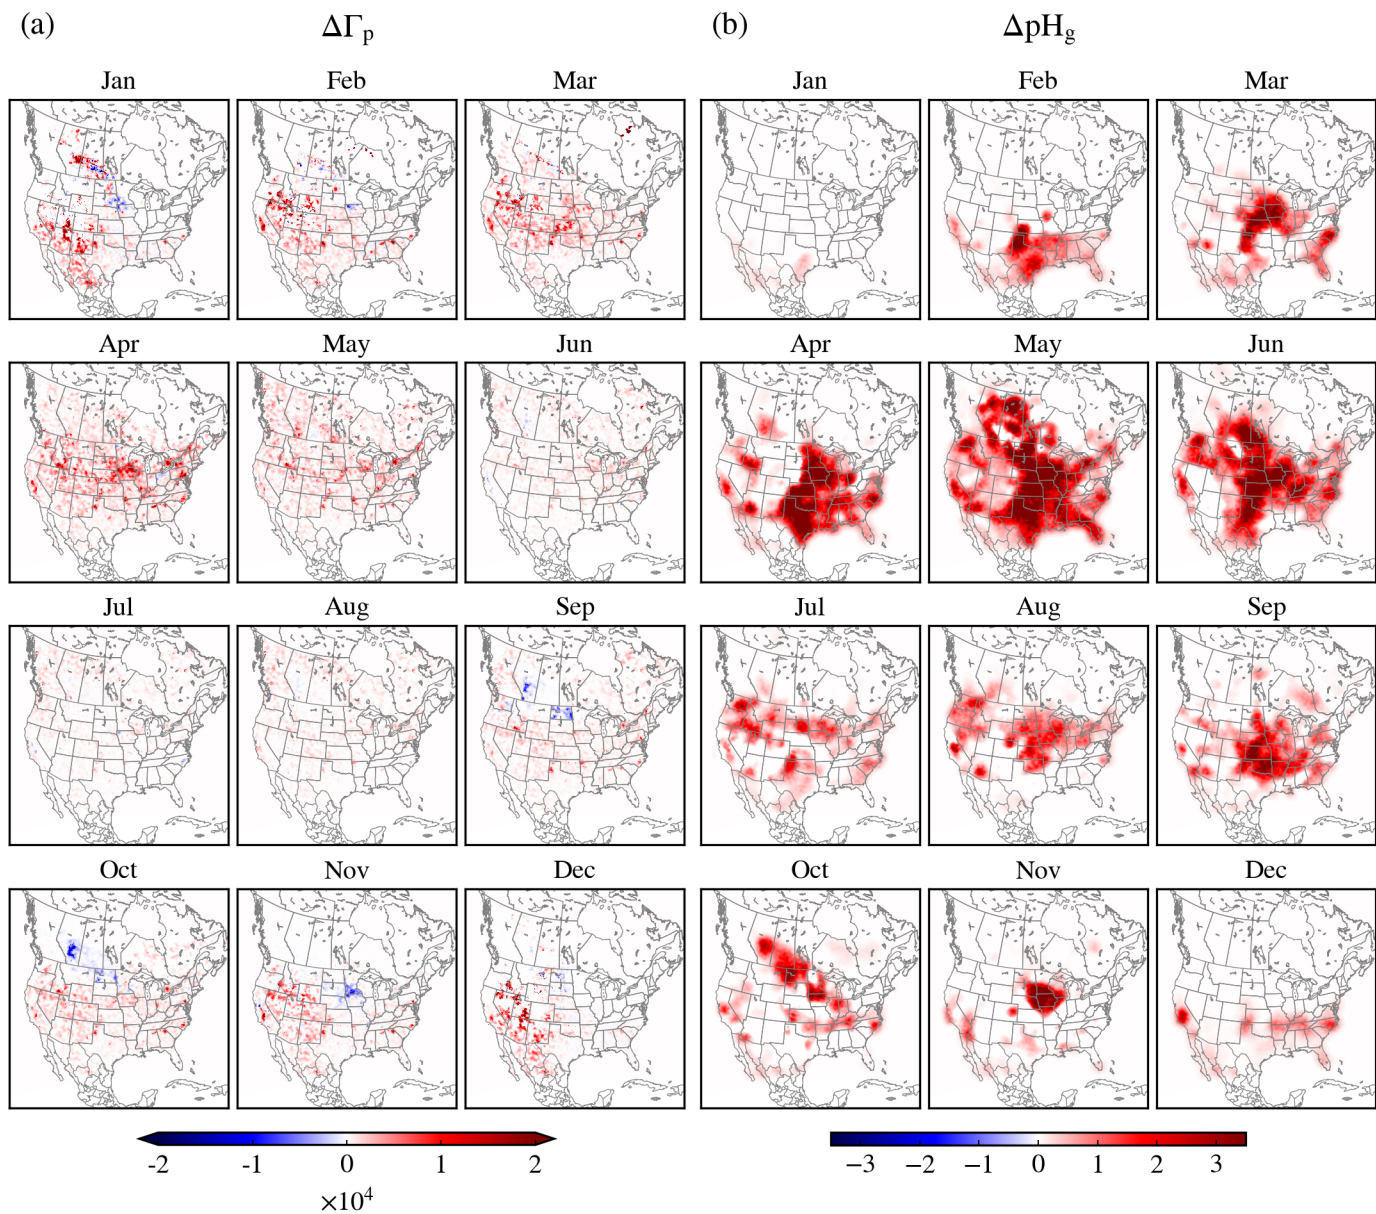 (a) ΔΓp (b) ΔpHg
Jan Feb Mar Jan Feb Mar
Apr May Jun Apr May Jun
Jul Aug Sep Jul Aug Sep
Oct Nov Dec Oct Nov Dec
-2 -1 0 1 2 −3 −2 −1 0 1 2 3
×10⁴